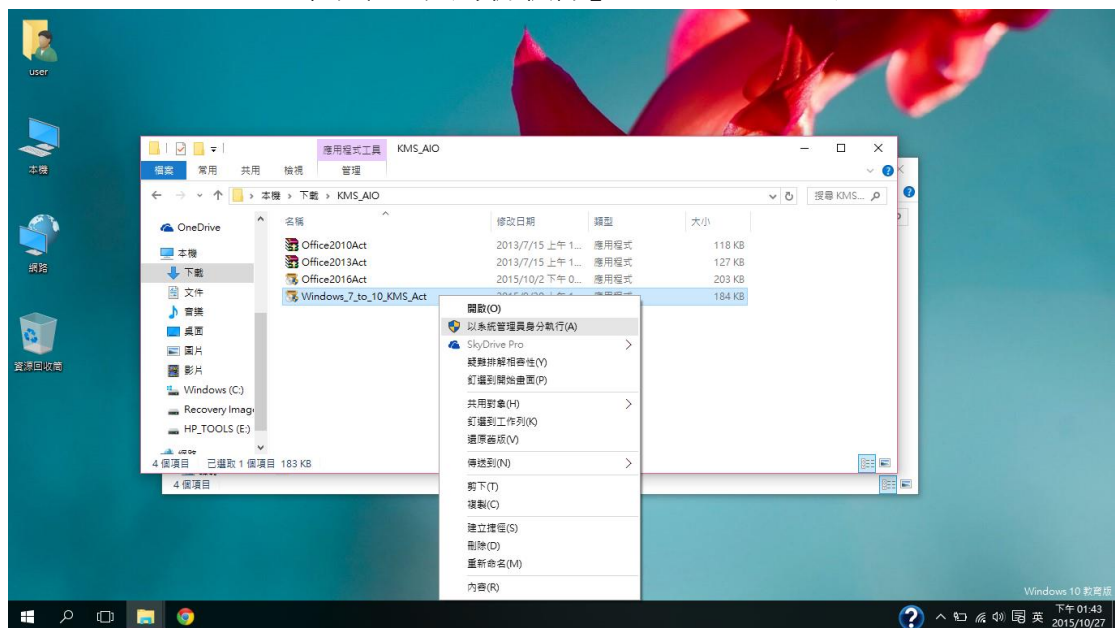 user
本機
網路
資源回收筒
應用程式工具 KMS_AIO
檔案 常用 共用 檢視 管理
本機 › 下載 › KMS_AIO 搜尋 KMS...
OneDrive
本機
下載
文件
音樂
桌面
圖片
影片
Windows (C:)
Recovery Imag
HP_TOOLS (E:)
名稱 修改日期 類型 大小
Office2010Act 2013/7/15 上午 1... 應用程式 118 KB
Office2013Act 2013/7/15 上午 1... 應用程式 127 KB
Office2016Act 2015/10/2 下午 0... 應用程式 203 KB
Windows_7_to_10_KMS_Act 184 KB
開啟(O)
以系統管理員身分執行(A)
SkyDrive Pro
疑難排解相容性(Y)
釘選到開始畫面(P)
共用對象(H)
釘選到工作列(K)
還原舊版(V)
傳送到(N)
剪下(T)
複製(C)
建立捷徑(S)
刪除(D)
重新命名(M)
內容(R)
4 個項目 已選取 1 個項目 183 KB
4 個項目
Windows 10 教育版
英 下午 01:43
2015/10/27